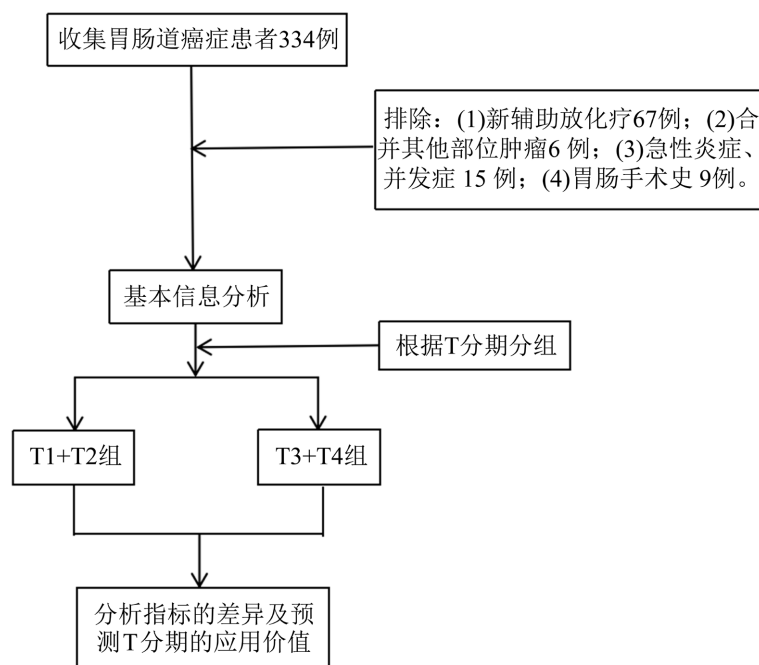 收集胃肠道癌症患者334例
排除：(1)新辅助放化疗67例；(2)合
并其他部位肿瘤6 例；(3)急性炎症、
并发症 15 例；(4)胃肠手术史 9例。
基本信息分析
根据T分期分组
T1+T2组
T3+T4组
分析指标的差异及预
测T分期的应用价值